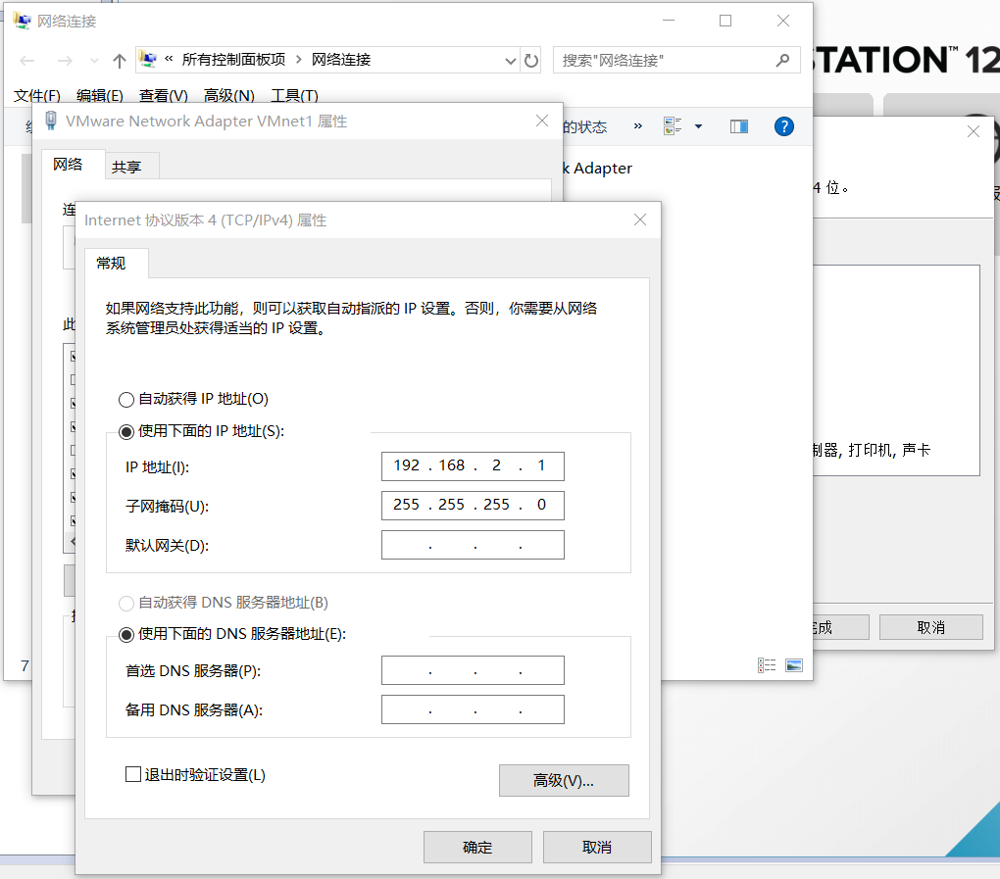 网络连接
« 所有控制面板项 › 网络连接
搜索"网络连接"
文件(F) 编辑(E) 查看(V) 高级(N) 工具(T)
的状态 »
TATION™ 12
VMware Network Adapter VMnet1 属性
网络
共享
k Adapter
4 位。
连
Internet 协议版本 4 (TCP/IPv4) 属性
常规
如果网络支持此功能，则可以获取自动指派的 IP 设置。否则，你需要从网络
系统管理员处获得适当的 IP 设置。
此
自动获得 IP 地址(O)
使用下面的 IP 地址(S):
IP 地址(I): 192 . 168 . 2 . 1
子网掩码(U): 255 . 255 . 255 . 0
默认网关(D): . . .
制器, 打印机, 声卡
自动获得 DNS 服务器地址(B)
使用下面的 DNS 服务器地址(E):
首选 DNS 服务器(P): . . .
备用 DNS 服务器(A): . . .
成
取消
7
退出时验证设置(L)
高级(V)...
确定
取消